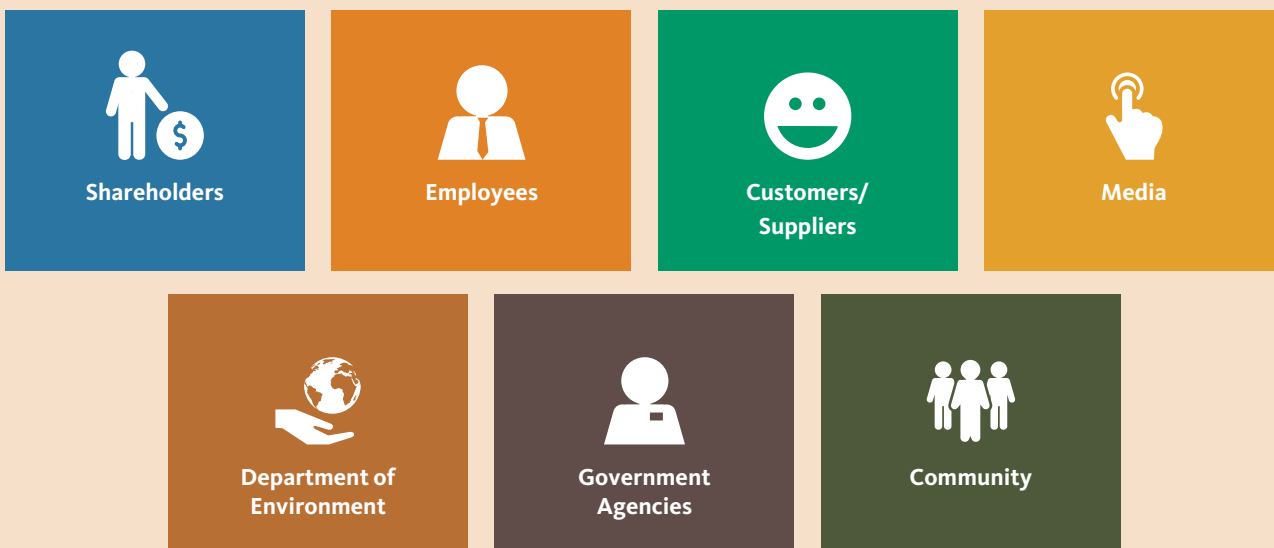 $
Shareholders
Employees
Customers/
Suppliers
Media
Department of
Environment
Government
Agencies
Community